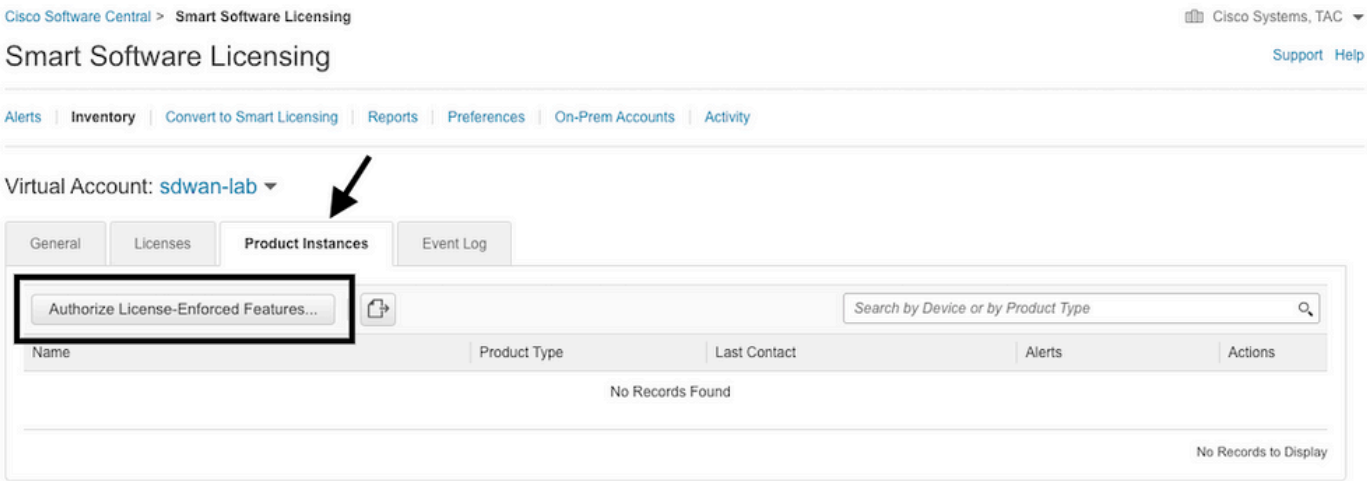 Cisco Software Central > Smart Software Licensing
Cisco Systems, TAC
Smart Software Licensing
Support Help
Alerts | Inventory | Convert to Smart Licensing | Reports | Preferences | On-Prem Accounts | Activity
Virtual Account: sdwan-lab
General Licenses Product Instances Event Log
Authorize License-Enforced Features...
Search by Device or by Product Type
Name Product Type Last Contact Alerts Actions
No Records Found
No Records to Display